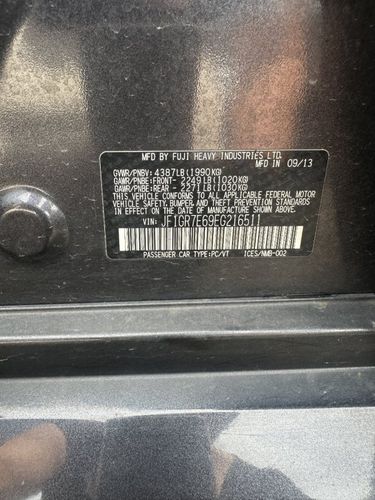 MFD BY FUJI HEAVY INDUSTRIES LTD.
MFD IN 09/13
GVWR/PNBV: 4387LB(1990KG)
GAWR/PNBE:FRONT- 2249LB(1020KG)
GAWR/PNBE:REAR - 2271LB(1030KG)
THIS VEHICLE CONFORMS TO ALL APPLICABLE FEDERAL MOTOR
VEHICLE SAFETY, BUMPER, AND THEFT PREVENTION STANDARDS
IN EFFECT ON THE DATE OF MANUFACTURE SHOWN ABOVE.
VIN: JF1GR7E69EG216511
PASSENGER CAR TYPE:PC/VT ICES/NMB-002